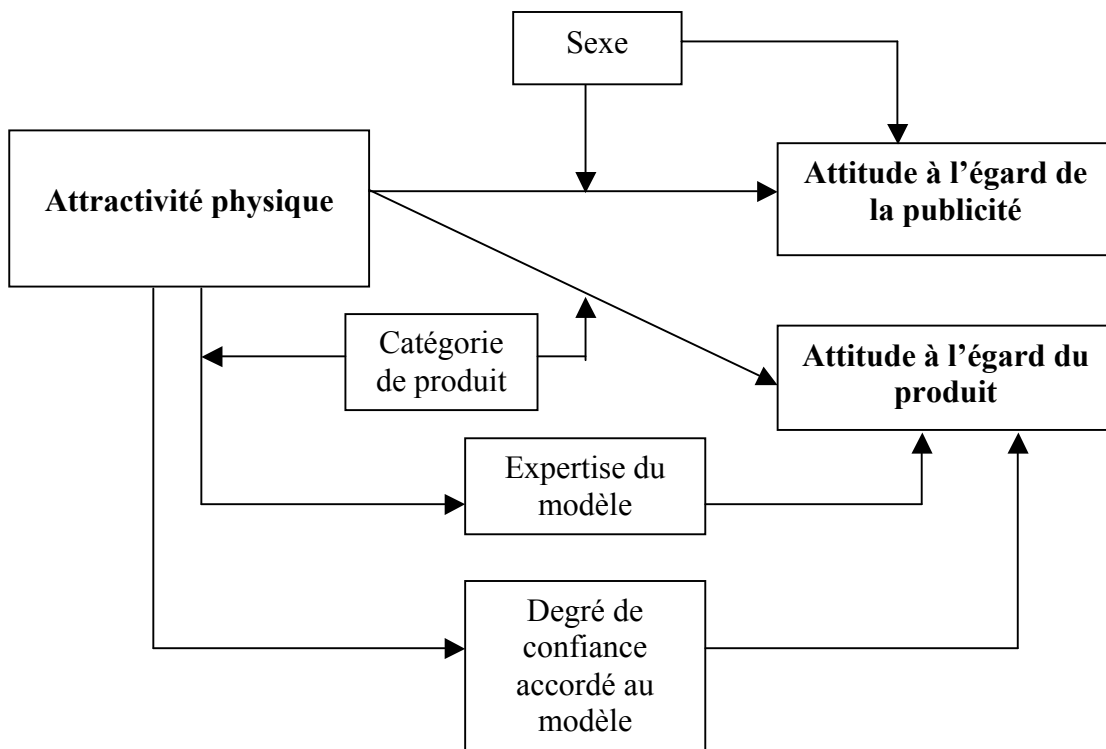 Sexe
Attractivité physique
Attitude à l’égard de
la publicité
Catégorie
de produit
Attitude à l’égard du
produit
Expertise du
modèle
Degré de
confiance
accordé au
modèle